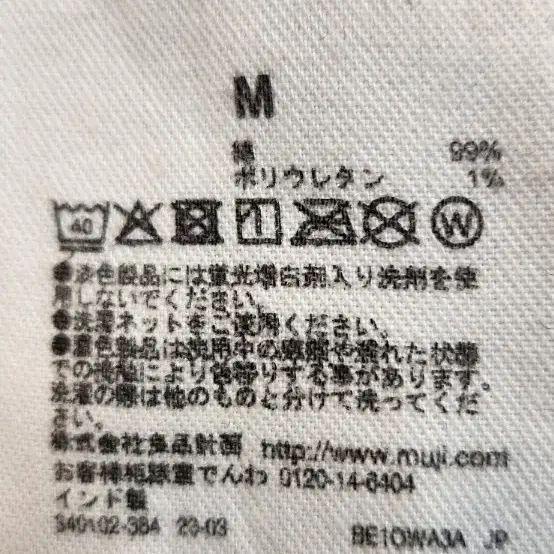 M
綿 99%
ポリウレタン 1%
40
W
●淡色製品には蛍光増白剤入り洗剤を使
用しないでください。
●洗濯ネットをご使用ください。
●濃色製品は使用中の摩擦や濡れた状態
での接触により色移りする事があります。
洗濯の際は他のものと分けて洗ってくだ
さい。
株式会社良品計画 http://www.muji.com
お客様相談室でんわ 0120-14-6404
インド製
23-03
BE1OWA3A JP